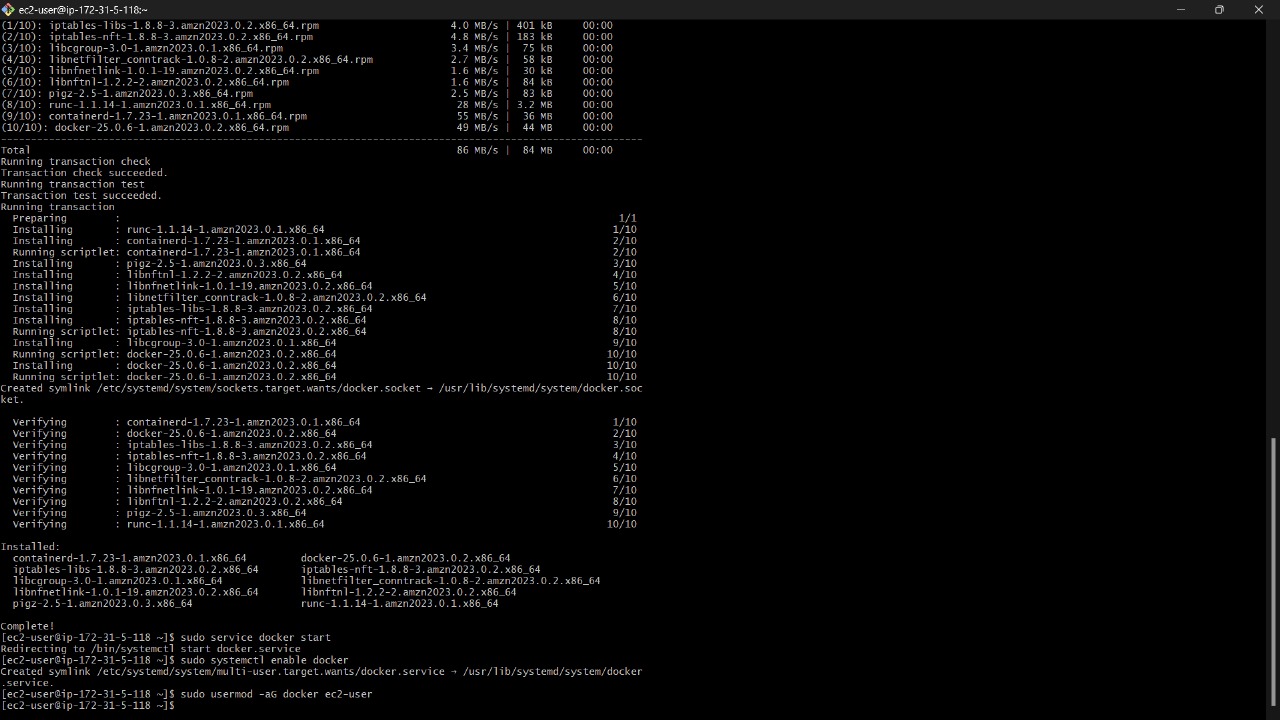 ec2-user@ip-172-31-5-118:~
(1/10): iptables-libs-1.8.8-3.amzn2023.0.2.x86_64.rpm 4.0 MB/s | 401 kB 00:00
(2/10): iptables-nft-1.8.8-3.amzn2023.0.2.x86_64.rpm 4.8 MB/s | 183 kB 00:00
(3/10): libcgroup-3.0-1.amzn2023.0.1.x86_64.rpm 3.4 MB/s | 75 kB 00:00
(4/10): libnetfilter_conntrack-1.0.8-2.amzn2023.0.2.x86_64.rpm 2.7 MB/s | 58 kB 00:00
(5/10): libnfnetlink-1.0.1-19.amzn2023.0.2.x86_64.rpm 1.6 MB/s | 30 kB 00:00
(6/10): libnftnl-1.2.2-2.amzn2023.0.2.x86_64.rpm 1.6 MB/s | 84 kB 00:00
(7/10): pigz-2.5-1.amzn2023.0.3.x86_64.rpm 2.5 MB/s | 83 kB 00:00
(8/10): runc-1.1.14-1.amzn2023.0.1.x86_64.rpm 28 MB/s | 3.2 MB 00:00
(9/10): containerd-1.7.23-1.amzn2023.0.1.x86_64.rpm 55 MB/s | 36 MB 00:00
(10/10): docker-25.0.6-1.amzn2023.0.2.x86_64.rpm 49 MB/s | 44 MB 00:00
--------------------------------------------------------------------------------
Total 86 MB/s | 84 MB 00:00
Running transaction check
Transaction check succeeded.
Running transaction test
Transaction test succeeded.
Running transaction
Preparing : 1/1
Installing : runc-1.1.14-1.amzn2023.0.1.x86_64 1/10
Installing : containerd-1.7.23-1.amzn2023.0.1.x86_64 2/10
Running scriptlet: containerd-1.7.23-1.amzn2023.0.1.x86_64 2/10
Installing : pigz-2.5-1.amzn2023.0.3.x86_64 3/10
Installing : libnftnl-1.2.2-2.amzn2023.0.2.x86_64 4/10
Installing : libnfnetlink-1.0.1-19.amzn2023.0.2.x86_64 5/10
Installing : libnetfilter_conntrack-1.0.8-2.amzn2023.0.2.x86_64 6/10
Installing : iptables-libs-1.8.8-3.amzn2023.0.2.x86_64 7/10
Installing : iptables-nft-1.8.8-3.amzn2023.0.2.x86_64 8/10
Running scriptlet: iptables-nft-1.8.8-3.amzn2023.0.2.x86_64 8/10
Installing : libcgroup-3.0-1.amzn2023.0.1.x86_64 9/10
Running scriptlet: docker-25.0.6-1.amzn2023.0.2.x86_64 10/10
Installing : docker-25.0.6-1.amzn2023.0.2.x86_64 10/10
Running scriptlet: docker-25.0.6-1.amzn2023.0.2.x86_64 10/10
Created symlink /etc/systemd/system/sockets.target.wants/docker.socket → /usr/lib/systemd/system/docker.soc
ket.
Verifying : containerd-1.7.23-1.amzn2023.0.1.x86_64 1/10
Verifying : docker-25.0.6-1.amzn2023.0.2.x86_64 2/10
Verifying : iptables-libs-1.8.8-3.amzn2023.0.2.x86_64 3/10
Verifying : iptables-nft-1.8.8-3.amzn2023.0.2.x86_64 4/10
Verifying : libcgroup-3.0-1.amzn2023.0.1.x86_64 5/10
Verifying : libnetfilter_conntrack-1.0.8-2.amzn2023.0.2.x86_64 6/10
Verifying : libnfnetlink-1.0.1-19.amzn2023.0.2.x86_64 7/10
Verifying : libnftnl-1.2.2-2.amzn2023.0.2.x86_64 8/10
Verifying : pigz-2.5-1.amzn2023.0.3.x86_64 9/10
Verifying : runc-1.1.14-1.amzn2023.0.1.x86_64 10/10
Installed:
containerd-1.7.23-1.amzn2023.0.1.x86_64 docker-25.0.6-1.amzn2023.0.2.x86_64
iptables-libs-1.8.8-3.amzn2023.0.2.x86_64 iptables-nft-1.8.8-3.amzn2023.0.2.x86_64
libcgroup-3.0-1.amzn2023.0.1.x86_64 libnetfilter_conntrack-1.0.8-2.amzn2023.0.2.x86_64
libnfnetlink-1.0.1-19.amzn2023.0.2.x86_64 libnftnl-1.2.2-2.amzn2023.0.2.x86_64
pigz-2.5-1.amzn2023.0.3.x86_64 runc-1.1.14-1.amzn2023.0.1.x86_64
Complete!
[ec2-user@ip-172-31-5-118 ~]$ sudo service docker start
Redirecting to /bin/systemctl start docker.service
[ec2-user@ip-172-31-5-118 ~]$ sudo systemctl enable docker
Created symlink /etc/systemd/system/multi-user.target.wants/docker.service → /usr/lib/systemd/system/docker
.service.
[ec2-user@ip-172-31-5-118 ~]$ sudo usermod -aG docker ec2-user
[ec2-user@ip-172-31-5-118 ~]$